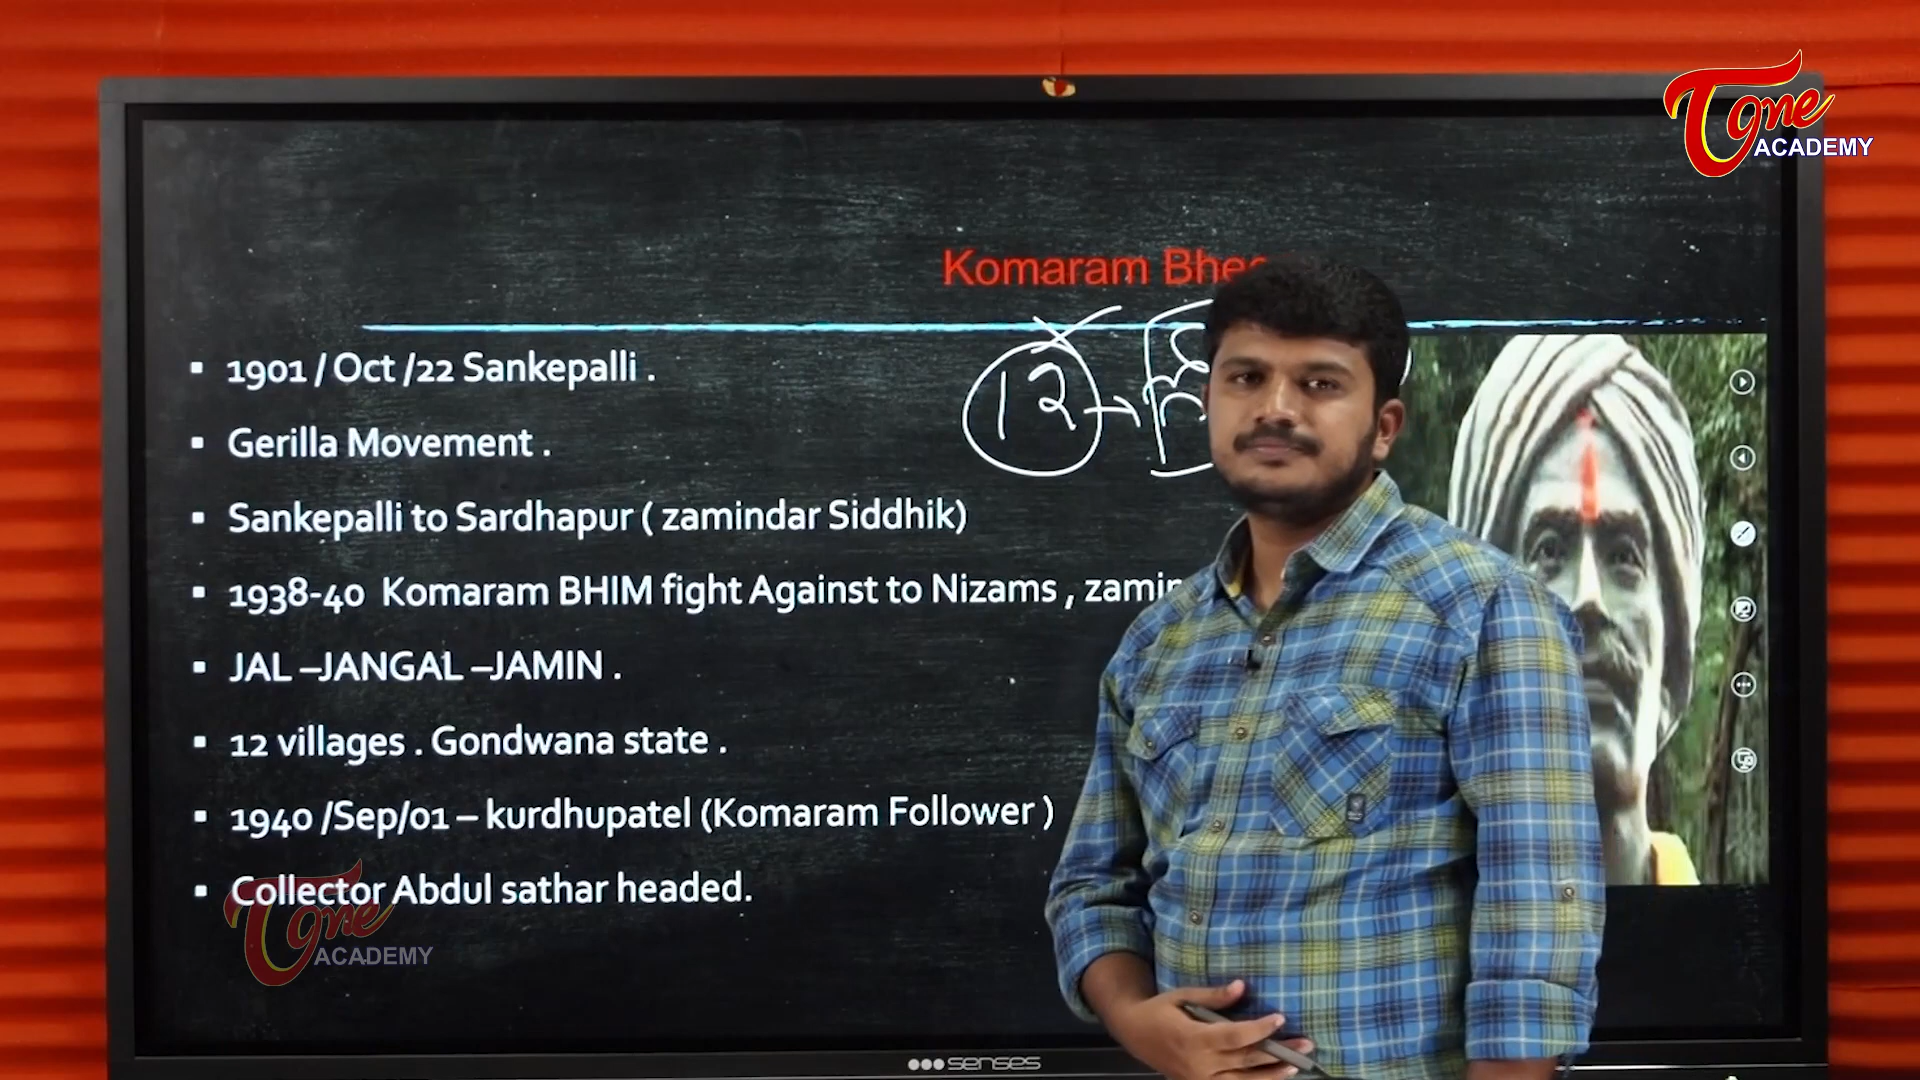 Tone
ACADEMY
Komaram Bhee
▪ 1901 / Oct /22 Sankepalli .
12 →
▪ Gerilla Movement .
▪ Sankepalli to Sardhapur ( zamindar Siddhik)
▪ 1938-40 Komaram BHIM fight Against to Nizams ,
▪ JAL –JANGAL –JAMIN .
▪ 12 villages . Gondwana state .
▪ 1940 /Sep/01 – kurdhupatel (Komaram Follower )
▪ Collector Abdul sathar headed.
Tone
ACADEMY
senses